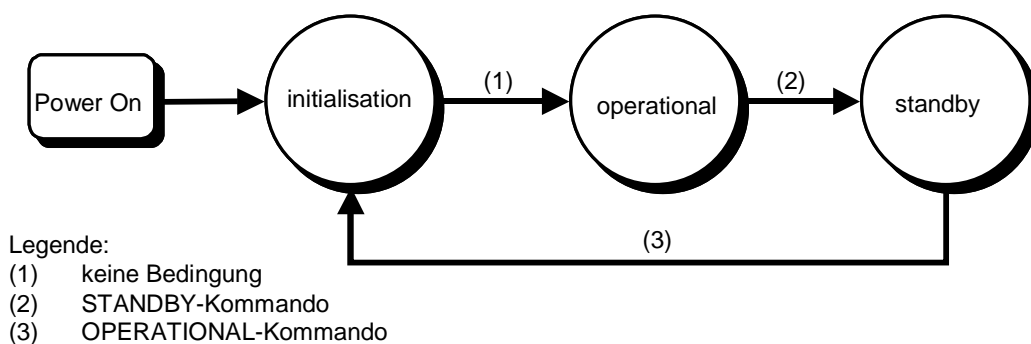 Power On
initialisation
(1)
operational
(2)
standby
(3)
Legende:
(1) keine Bedingung
(2) STANDBY-Kommando
(3) OPERATIONAL-Kommando